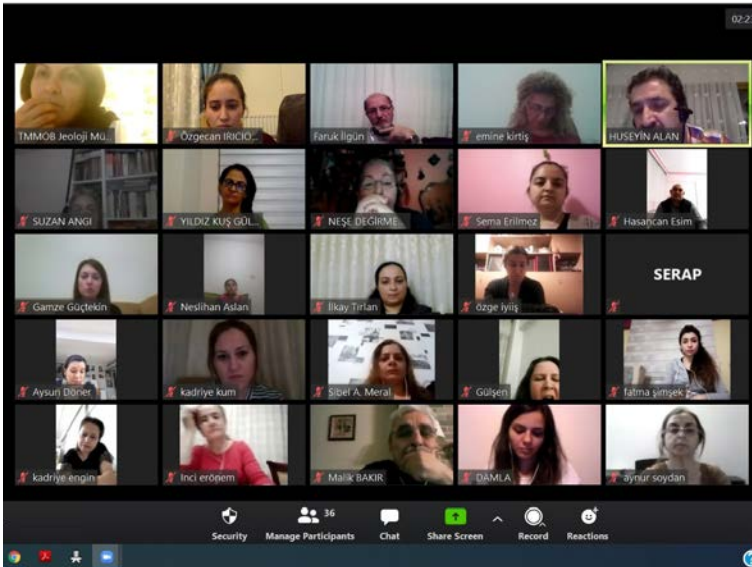 02:2
TMMOB Jeoloji Mü...
Özgecan IRICIO...
Faruk İlgün
emine kirtiş
HUSEYİN ALAN
SUZAN ANGI
YILDIZ KUŞ GÜL...
NEŞE DEĞİRME...
Sema Erilmez
Hasancan Esim
Gamze Güçtekin
Neslihan Aslan
İlkay Tırlan
özge iyiiş
SERAP
Aysun Döner
kadriye kum
Sibel A. Meral
Gülşen
fatma şimşek
kadriye engin
Inci erönem
Malik BAKIR
DAMLA
aynur soydan
36
Security
Manage Participants
Chat
Share Screen
Record
Reactions